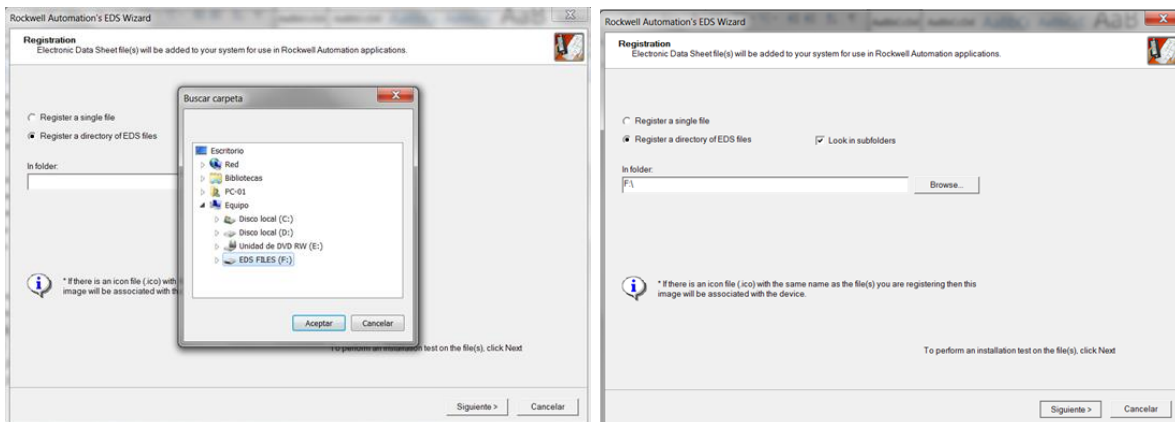 Rockwell Automation's EDS Wizard
Registration
Electronic Data Sheet file(s) will be added to your system for use in Rockwell Automation applications.
Register a single file
Register a directory of EDS files
In folder:
Buscar carpeta
Escritorio
Red
Bibliotecas
PC-01
Equipo
Disco local (C:)
Disco local (D:)
Unidad de DVD RW (E:)
EDS FILES (F:)
Aceptar
Cancelar
* If there is an icon file (.ico) with
image will be associated with
To perform an installation test on the file(s), click Next
Siguiente >
Cancelar
Rockwell Automation's EDS Wizard
AaB
Registration
Electronic Data Sheet file(s) will be added to your system for use in Rockwell Automation applications.
Register a single file
Register a directory of EDS files
Look in subfolders
In folder:
F:\
Browse...
* If there is an icon file (.ico) with the same name as the file(s) you are registering then this
image will be associated with the device.
To perform an installation test on the file(s), click Next
Siguiente >
Cancelar